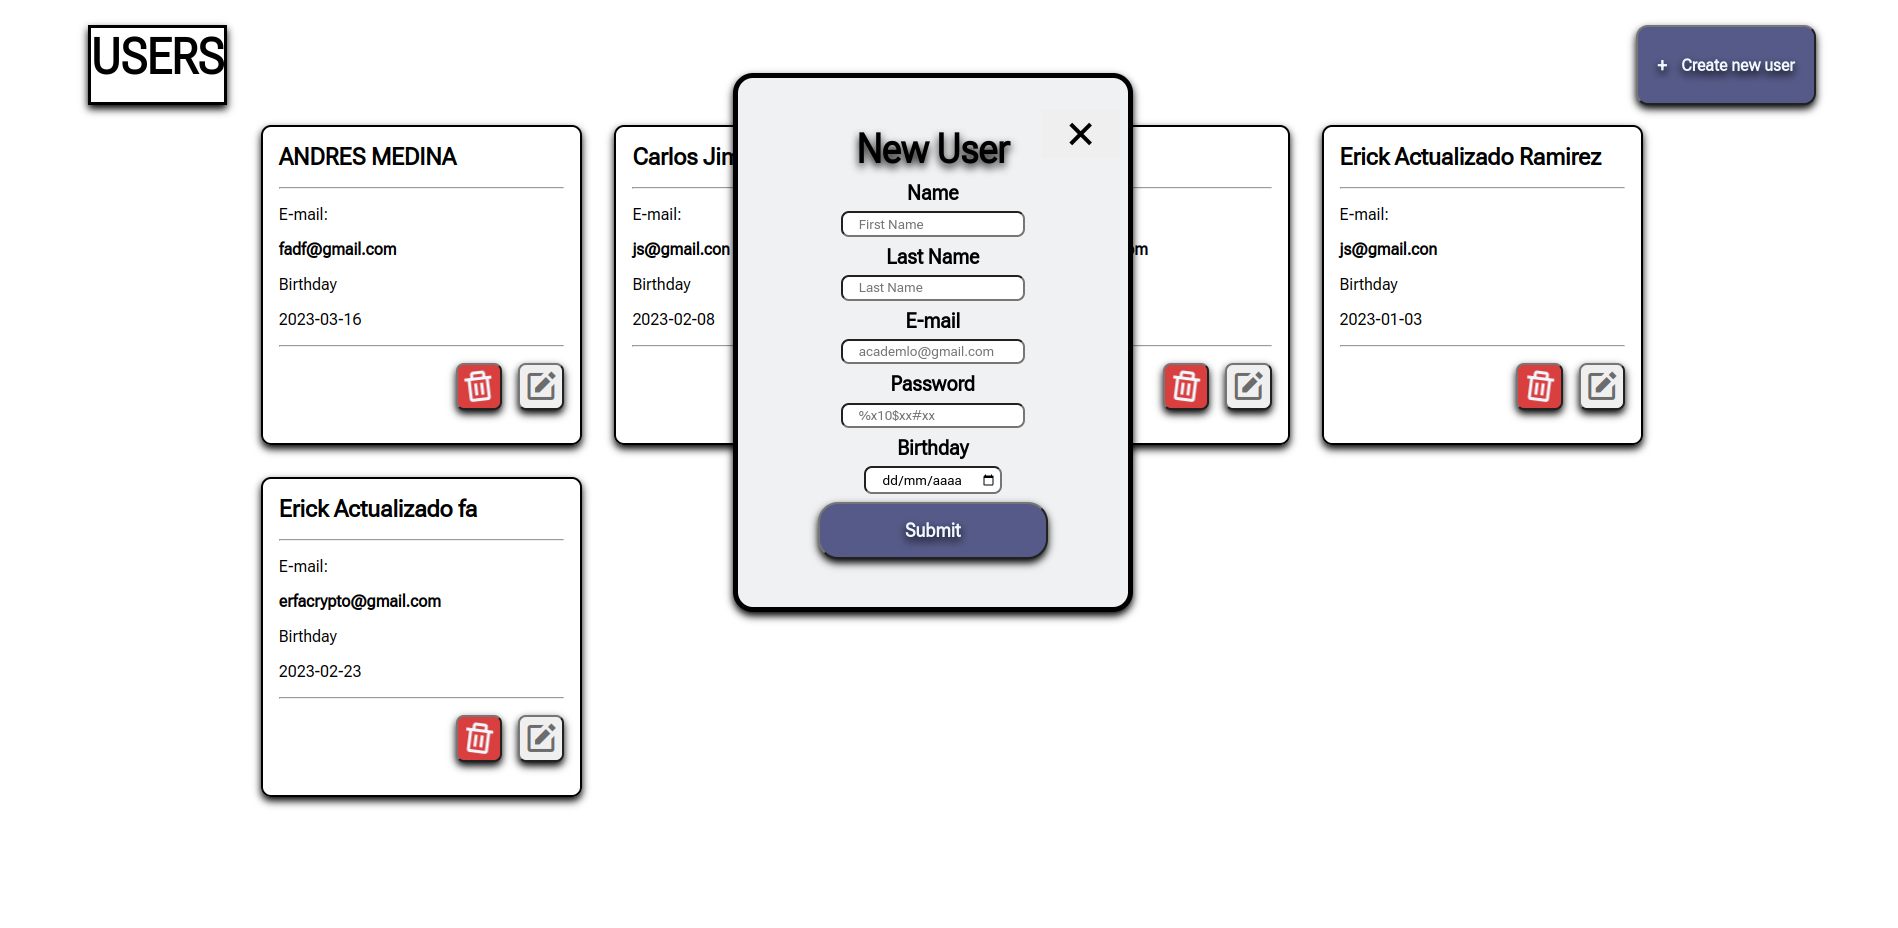 USERS
+ Create new user
ANDRES MEDINA
E-mail:
fadf@gmail.com
Birthday
2023-03-16
Carlos
E-mail:
js@gmail.con
Birthday
2023-02-08
New User
Name
First Name
Last Name
Last Name
E-mail
academlo@gmail.com
Password
%x10$xx#xx
Birthday
dd/mm/aaaa
Submit
Erick Actualizado Ramirez
E-mail:
js@gmail.con
Birthday
2023-01-03
Erick Actualizado fa
E-mail:
erfacrypto@gmail.com
Birthday
2023-02-23